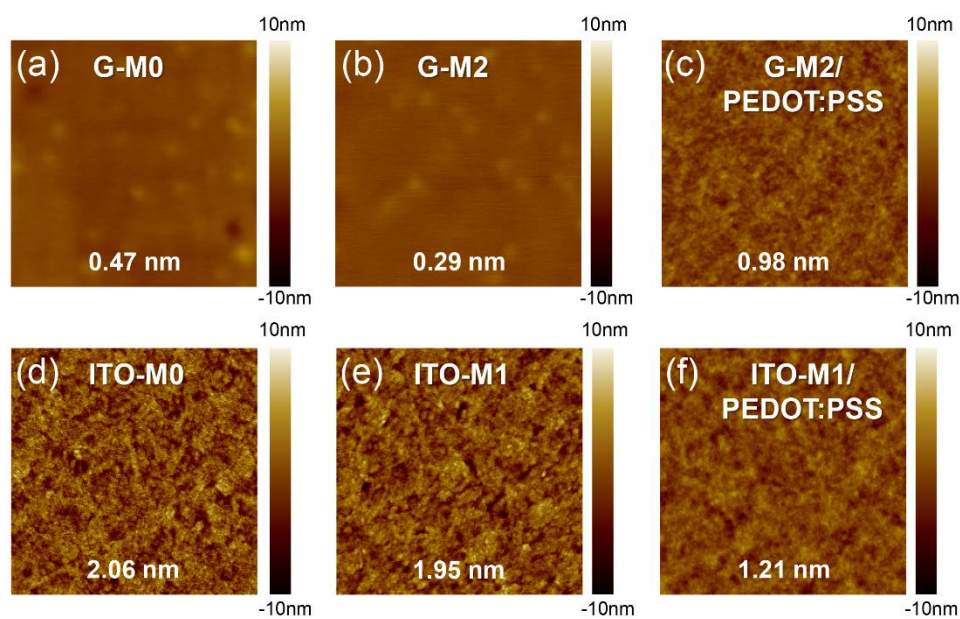 10nm
10nm
10nm
(a)
G-M0
(b)
G-M2
(c)
G-M2/
PEDOT:PSS
0.47 nm
0.29 nm
0.98 nm
-10nm
-10nm
-10nm
10nm
10nm
10nm
(d)
ITO-M0
(e)
ITO-M1
(f)
ITO-M1/
PEDOT:PSS
2.06 nm
1.95 nm
1.21 nm
-10nm
-10nm
-10nm